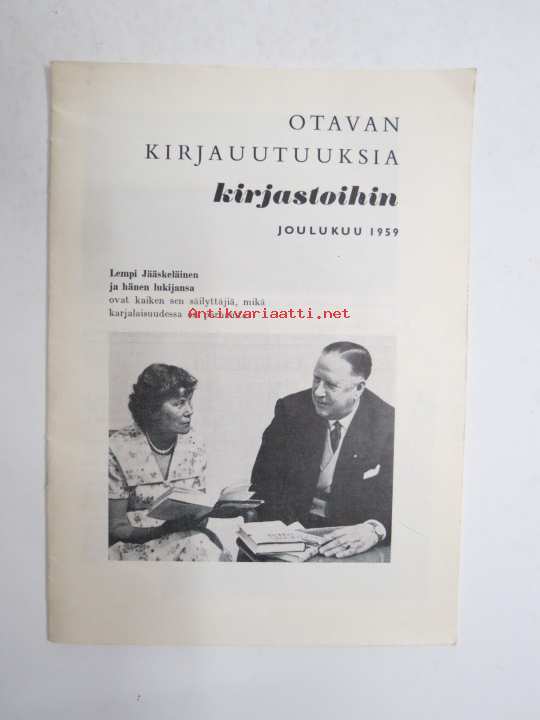 OTAVAN
KIRJAUUTUUKSIA
kirjastoihin
JOULUKUU 1959
Lempi Jääskeläinen
ja hänen lukijansa
ovat kaiken sen säilyttäjiä, mikä
karjalaisuudessa
Antikvariaatti.net